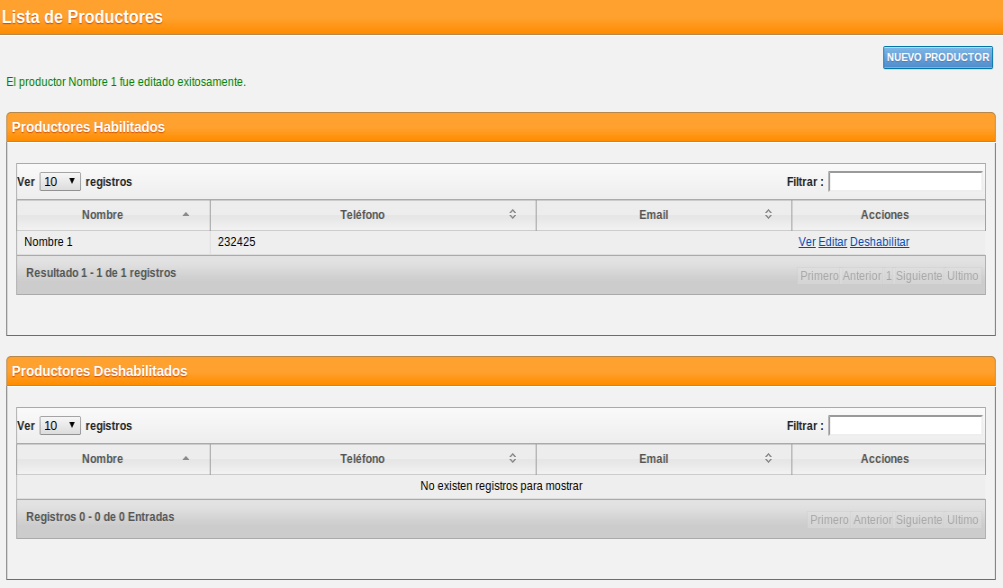 Lista de Productores
NUEVO PRODUCTOR
El productor Nombre 1 fue editado exitosamente.
Productores Habilitados
Ver 10 registros Filtrar :
Nombre Teléfono Email Acciones
Nombre 1 232425 Ver Editar Deshabilitar
Resultado 1 - 1 de 1 registros Primero Anterior 1 Siguiente Ultimo
Productores Deshabilitados
Ver 10 registros Filtrar :
Nombre Teléfono Email Acciones
No existen registros para mostrar
Registros 0 - 0 de 0 Entradas Primero Anterior Siguiente Ultimo